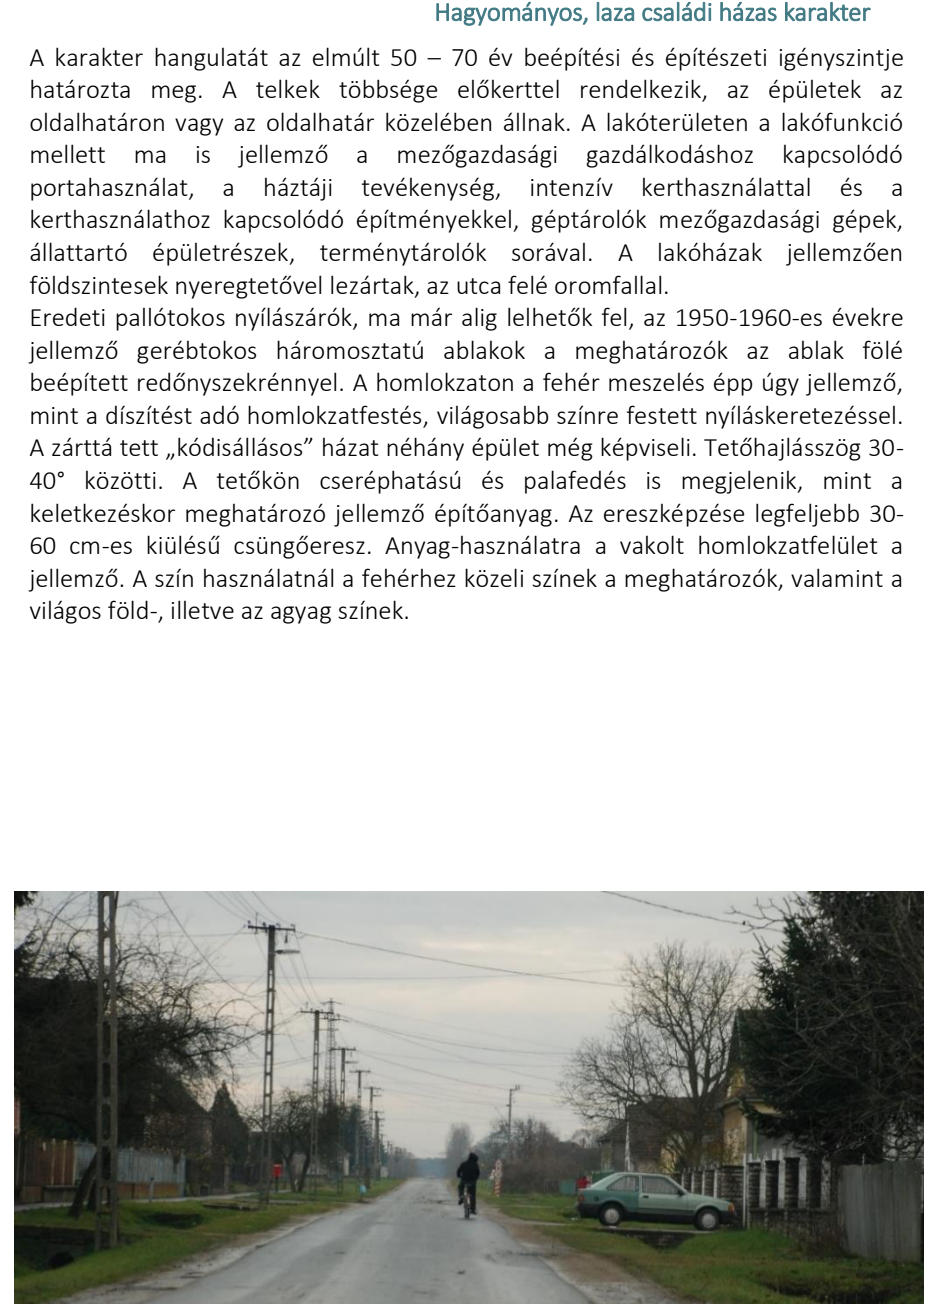 Hagyományos, laza családi házas karakter
A karakter hangulatát az elmúlt 50 – 70 év beépítési és építészeti igényszintje
határozta meg. A telkek többsége előkerttel rendelkezik, az épületek az
oldalhatáron vagy az oldalhatár közelében állnak. A lakóterületen a lakófunkció
mellett ma is jellemző a mezőgazdasági gazdálkodáshoz kapcsolódó
portahasználat, a háztáji tevékenység, intenzív kerthasználattal és a
kerthasználathoz kapcsolódó építményekkel, géptárolók mezőgazdasági gépek,
állattartó épületrészek, terménytárolók sorával. A lakóházak jellemzően
földszintesek nyeregtetővel lezártak, az utca felé oromfallal.
Eredeti pallótokos nyílászárók, ma már alig lelhetők fel, az 1950-1960-es évekre
jellemző gerébtokos háromosztatú ablakok a meghatározók az ablak fölé
beépített redőnyszekrénnyel. A homlokzaton a fehér meszelés épp úgy jellemző,
mint a díszítést adó homlokzatfestés, világosabb színre festett nyíláskeretezéssel.
A zárttá tett „kódisállásos” házat néhány épület még képviseli. Tetőhajlásszög 30-
40° közötti. A tetőkön cseréphatású és palafedés is megjelenik, mint a
keletkezéskor meghatározó jellemző építőanyag. Az ereszképzése legfeljebb 30-
60 cm-es kiülésű csüngőeresz. Anyag-használatra a vakolt homlokzatfelület a
jellemző. A szín használatnál a fehérhez közeli színek a meghatározók, valamint a
világos föld-, illetve az agyag színek.